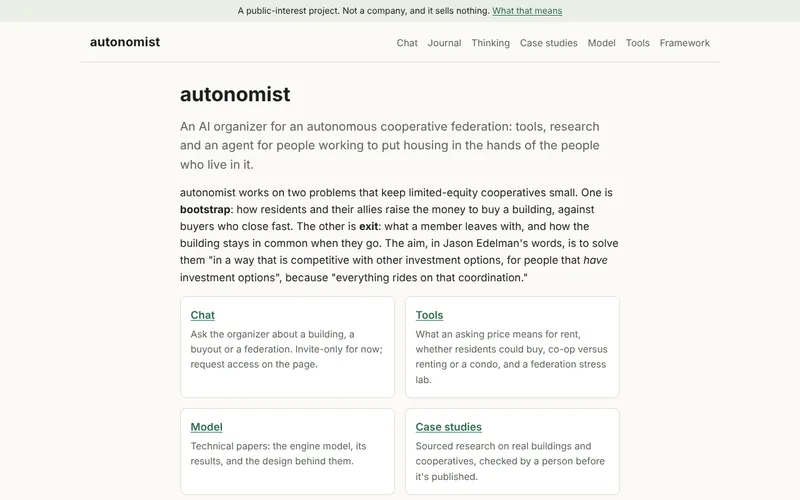 A public-interest project. Not a company, and it sells nothing. What that means
autonomist
Chat Journal Thinking Case studies Model Tools Framework
autonomist
An AI organizer for an autonomous cooperative federation: tools, research
and an agent for people working to put housing in the hands of the people
who live in it.
autonomist works on two problems that keep limited-equity cooperatives small. One is
bootstrap: how residents and their allies raise the money to buy a building, against
buyers who close fast. The other is exit: what a member leaves with, and how the
building stays in common when they go. The aim, in Jason Edelman's words, is to solve
them "in a way that is competitive with other investment options, for people that have
investment options", because "everything rides on that coordination."
Chat
Ask the organizer about a building, a
buyout or a federation. Invite-only for now;
request access on the page.
Tools
What an asking price means for rent,
whether residents could buy, co-op versus
renting or a condo, and a federation stress
lab.
Model
Technical papers: the engine model, its
results, and the design behind them.
Case studies
Sourced research on real buildings and
cooperatives, checked by a person before
it's published.